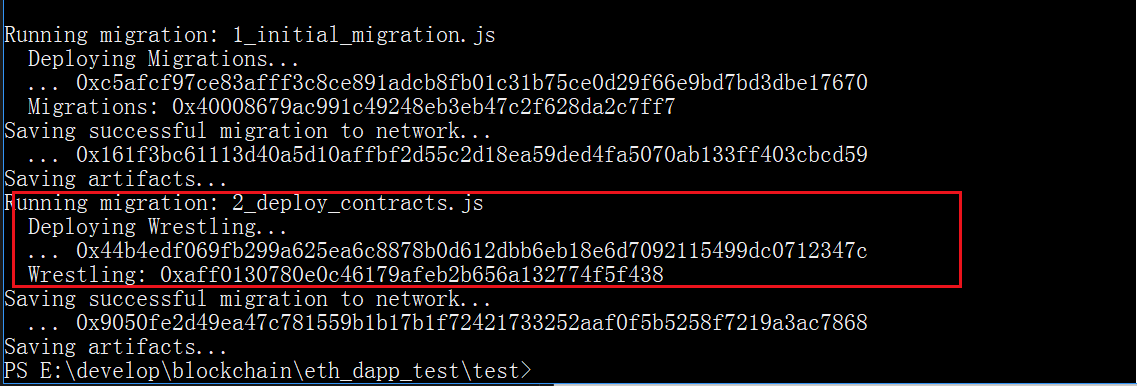 Running migration: 1_initial_migration.js
Deploying Migrations...
... 0xc5afcf97ce83afff3c8ce891adcb8fb01c31b75ce0d29f66e9bd7bd3dbe17670
Migrations: 0x40008679ac991c49248eb3eb47c2f628da2c7ff7
Saving successful migration to network...
... 0x161f3bc61113d40a5d10affbf2d55c2d18ea59ded4fa5070ab133ff403cbcd59
Saving artifacts...
Running migration: 2_deploy_contracts.js
Deploying Wrestling...
... 0x44b4edf069fb299a625ea6c8878b0d612dbb6eb18e6d7092115499dc0712347c
Wrestling: 0xaff0130780e0c46179afeb2b656a132774f5f438
Saving successful migration to network...
... 0x9050fe2d49ea47c781559b1b17b1f72421733252aaf0f5b5258f7219a3ac7868
Saving artifacts...
PS E:\develop\blockchain\eth_dapp_test\test>